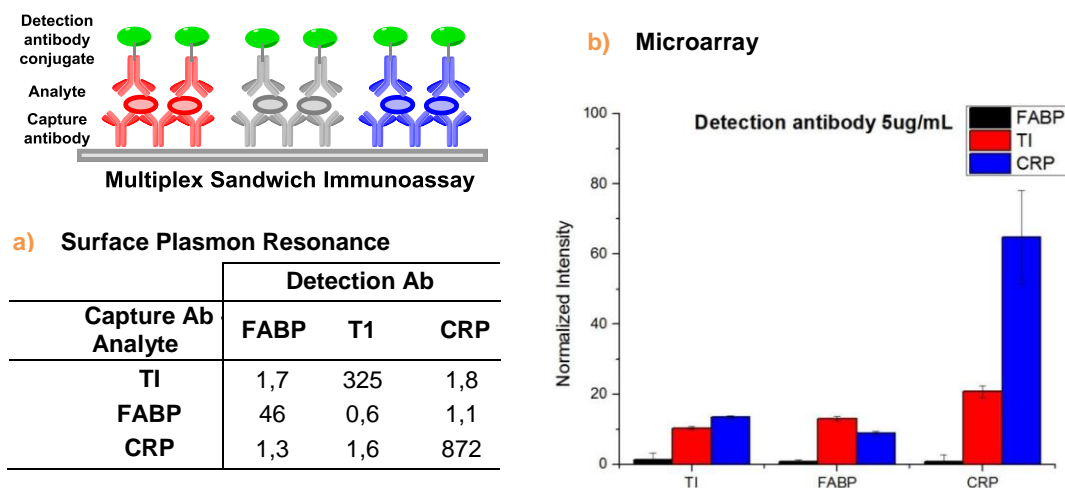 Detection
antibody
conjugate
Analyte
Capture
antibody
Multiplex Sandwich Immunoassay
a) Surface Plasmon Resonance
Detection Ab
Capture Ab - FABP T1 CRP
Analyte
TI 1,7 325 1,8
FABP 46 0,6 1,1
CRP 1,3 1,6 872
b) Microarray
Detection antibody 5ug/mL
FABP
TI
CRP
Normalized Intensity
100
80
60
40
20
0
TI FABP CRP